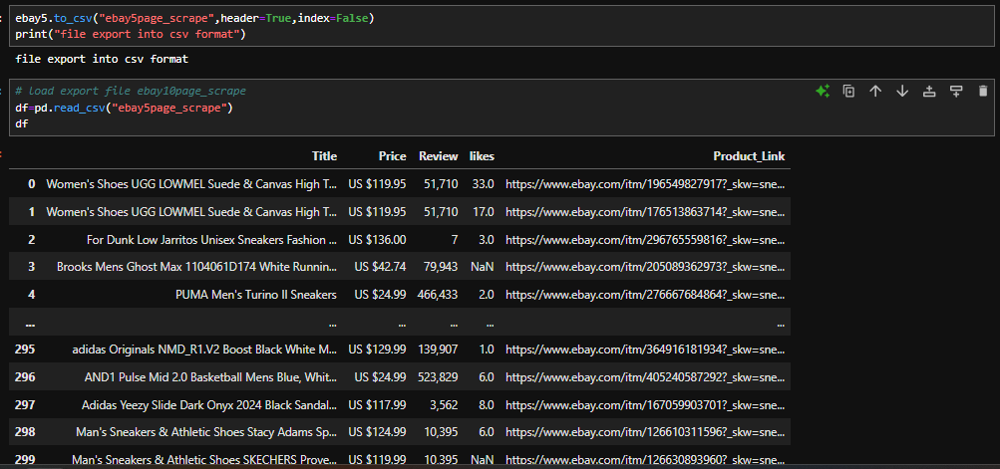 ebay5.to_csv("ebay5page_scrape",header=True,index=False)
print("file export into csv format")
file export into csv format
# load export file ebay10page_scrape
df=pd.read_csv("ebay5page_scrape")
df
Title Price Review likes Product_Link
0 Women's Shoes UGG LOWMEL Suede & Canvas High T... US $119.95 51,710 33.0 https://www.ebay.com/itm/196549827917?_skw=sne...
1 Women's Shoes UGG LOWMEL Suede & Canvas High T... US $119.95 51,710 17.0 https://www.ebay.com/itm/176513863714?_skw=sne...
2 For Dunk Low Jarritos Unisex Sneakers Fashion ... US $136.00 7 3.0 https://www.ebay.com/itm/296765559816?_skw=sne...
3 Brooks Mens Ghost Max 1104061D174 White Runnin... US $42.74 79,943 NaN https://www.ebay.com/itm/205089362973?_skw=sne...
4 PUMA Men's Turino II Sneakers US $24.99 466,433 2.0 https://www.ebay.com/itm/276667684864?_skw=sne...
... ... ... ... ... ...
295 adidas Originals NMD_R1.V2 Boost Black White M... US $129.99 139,907 1.0 https://www.ebay.com/itm/364916181934?_skw=sne...
296 AND1 Pulse Mid 2.0 Basketball Mens Blue, Whit... US $24.99 523,829 6.0 https://www.ebay.com/itm/405240587292?_skw=sne...
297 Adidas Yeezy Slide Dark Onyx 2024 Black Sandal... US $117.99 3,562 8.0 https://www.ebay.com/itm/167059903701?_skw=sne...
298 Man's Sneakers & Athletic Shoes Stacy Adams Sp... US $124.99 10,395 6.0 https://www.ebay.com/itm/126610311596?_skw=sne...
299 Man's Sneakers & Athletic Shoes SKECHERS Prove... US $119.99 10,395 NaN https://www.ebay.com/itm/126630893960?_skw=sne...